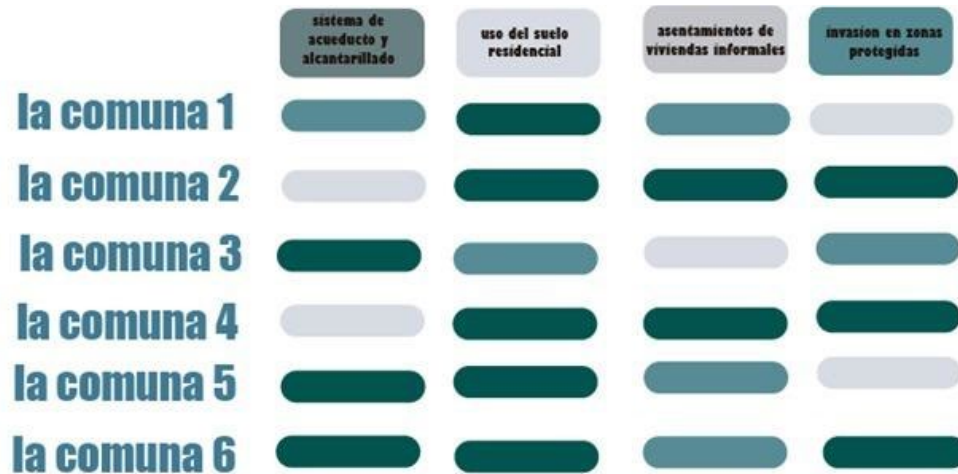 sistema de
acueducto y
alcantarillado
uso del suelo
residencial
asentamientos de
viviendas informales
invasion en zonas
protegidas
la comuna 1
la comuna 2
la comuna 3
la comuna 4
la comuna 5
la comuna 6